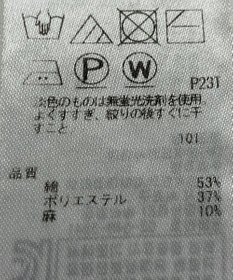 P
W
P231
淡色のものは無蛍光洗剤を使用
よくすすぎ、絞りの後すぐに干
すこと
101
品質
綿 53%
ポリエステル 37%
麻 10%